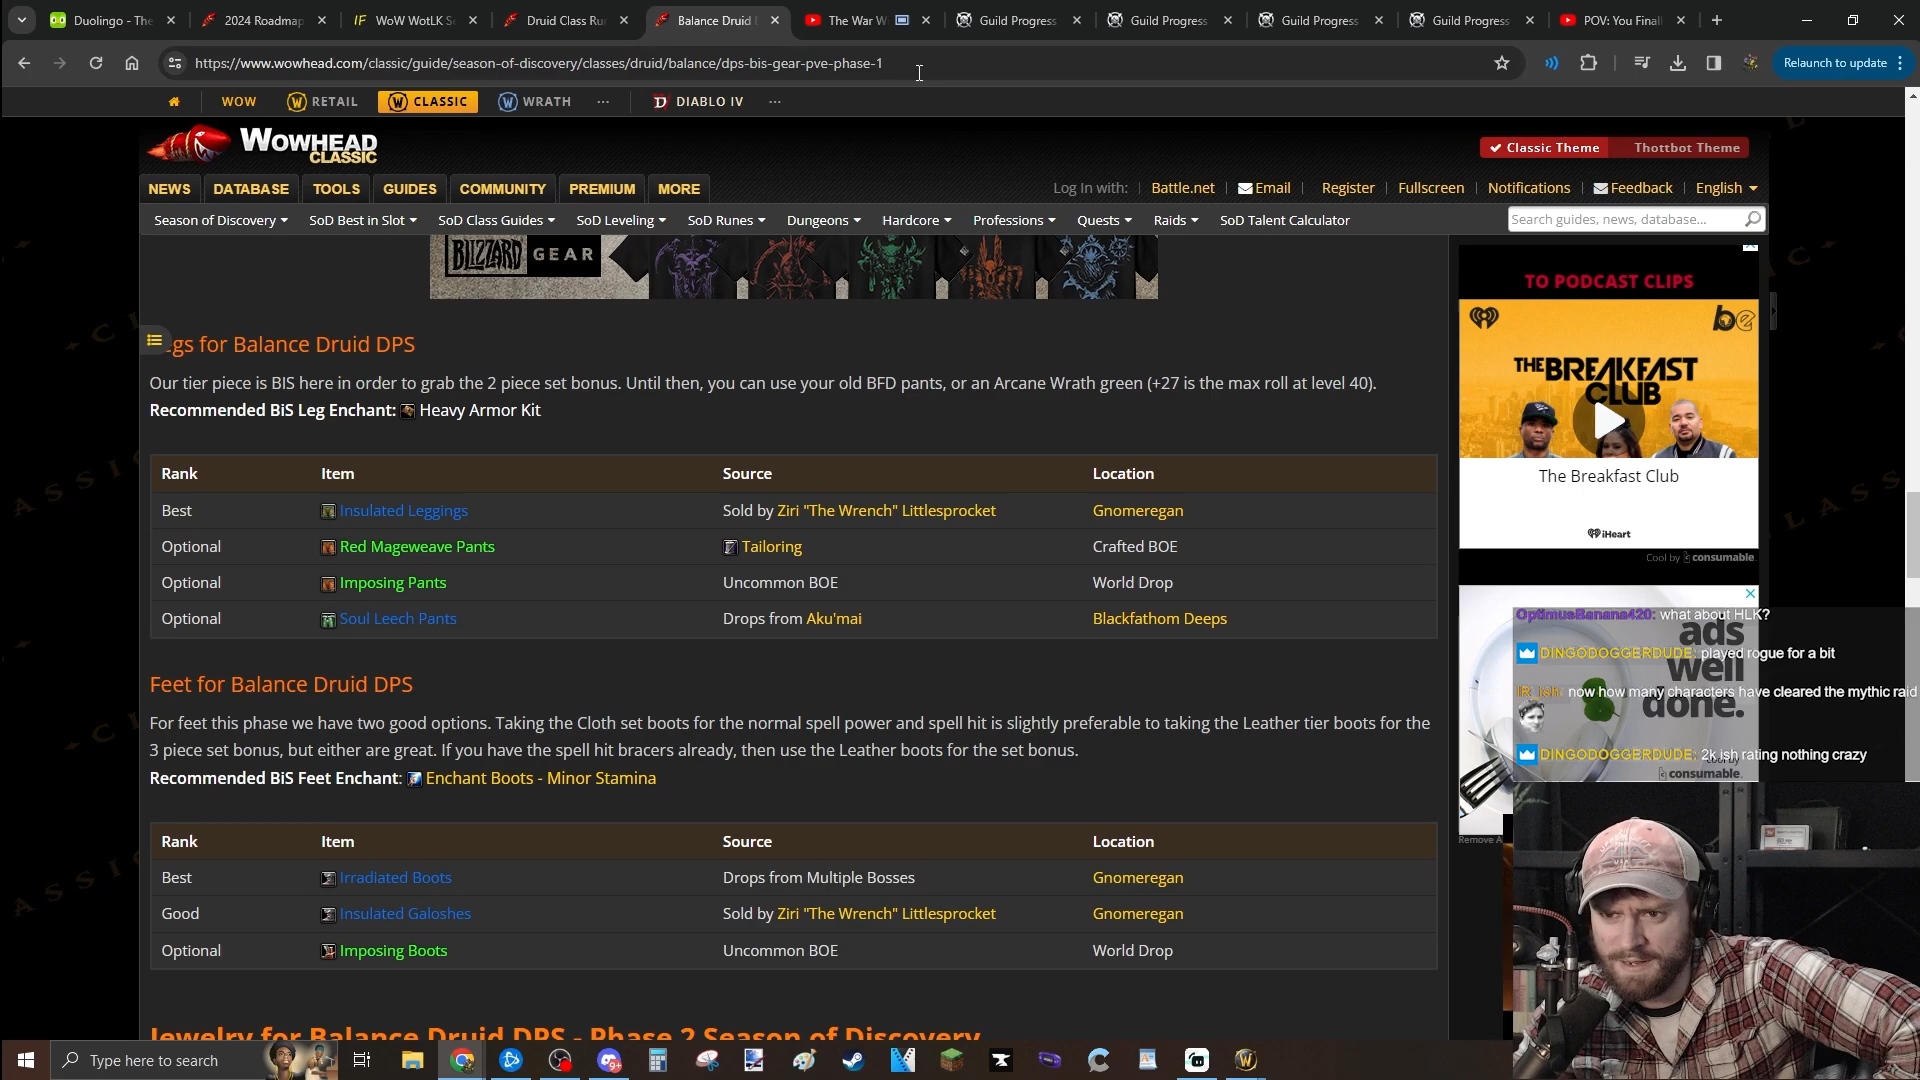 Duolingo - The
2024 Roadmap
WoW WotLK S
Druid Class Ru
Balance Druid
The War W
Guild Progress
Guild Progress
Guild Progress
Guild Progress
POV: You Final
https://www.wowhead.com/classic/guide/season-of-discovery/classes/druid/balance/dps-bis-gear-pve-phase-1
Relaunch to update
WOW RETAIL CLASSIC WRATH ... DIABLO IV ...
WOWHEAD
CLASSIC
Classic Theme Thottbot Theme
NEWS DATABASE TOOLS GUIDES COMMUNITY PREMIUM MORE
Log In with: Battle.net Email Register Fullscreen Notifications Feedback English
Season of Discovery SoD Best in Slot SoD Class Guides SoD Leveling SoD Runes Dungeons Hardcore Professions Quests Raids SoD Talent Calculator
Search guides, news, database...
BLIZZARD GEAR
TO PODCAST CLIPS
be
THE BREAKFAST
CLUB
The Breakfast Club
iHeart
Cool by consumable.
gs for Balance Druid DPS
Our tier piece is BIS here in order to grab the 2 piece set bonus. Until then, you can use your old BFD pants, or an Arcane Wrath green (+27 is the max roll at level 40).
Recommended BiS Leg Enchant: Heavy Armor Kit
Rank Item Source Location
Best Insulated Leggings Sold by Ziri "The Wrench" Littlesprocket Gnomeregan
Optional Red Mageweave Pants Tailoring Crafted BOE
Optional Imposing Pants Uncommon BOE World Drop
Optional Soul Leech Pants Drops from Aku'mai Blackfathom Deeps
Feet for Balance Druid DPS
For feet this phase we have two good options. Taking the Cloth set boots for the normal spell power and spell hit is slightly preferable to taking the Leather tier boots for the
3 piece set bonus, but either are great. If you have the spell hit bracers already, then use the Leather boots for the set bonus.
Recommended BiS Feet Enchant: Enchant Boots - Minor Stamina
Rank Item Source Location
Best Irradiated Boots Drops from Multiple Bosses Gnomeregan
Good Insulated Galoshes Sold by Ziri "The Wrench" Littlesprocket Gnomeregan
Optional Imposing Boots Uncommon BOE World Drop
Jewelry for Balance Druid DPS - Phase 2 Season of Discovery
OptimusBanana420: what about HLK?
ads
well
done.
DINGODOGGERDUDE: played rogue for a bit
now how many characters have cleared the mythic raid
DINGODOGGERDUDE: 2k ish rating nothing crazy
consumable.
Remove A
Type here to search